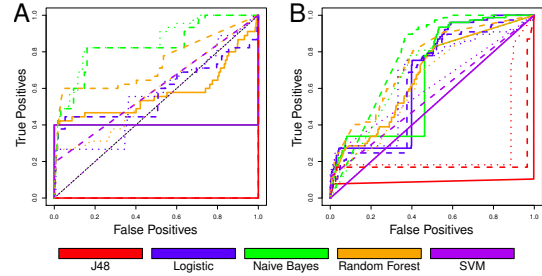 A
B
True Positives
1.0
0.8
0.6
0.4
0.2
0.0
0.0 0.2 0.4 0.6 0.8 1.0
False Positives
True Positives
1.0
0.8
0.6
0.4
0.2
0.0
0.0 0.2 0.4 0.6 0.8 1.0
False Positives
J48 Logistic Naive Bayes Random Forest SVM